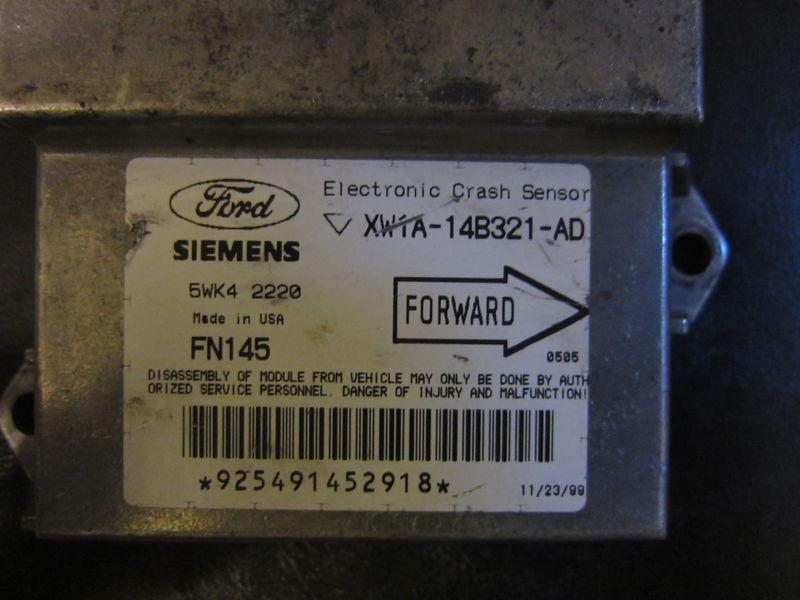 Ford
Electronic Crash Sensor
XW1A-14B321-AD
SIEMENS
5WK4 2220
Made in USA
FORWARD
FN145
0505
DISASSEMBLY OF MODULE FROM VEHICLE MAY ONLY BE DONE BY AUTH
ORIZED SERVICE PERSONNEL. DANGER OF INJURY AND MALFUNCTION!
*925491452918*
11/23/99